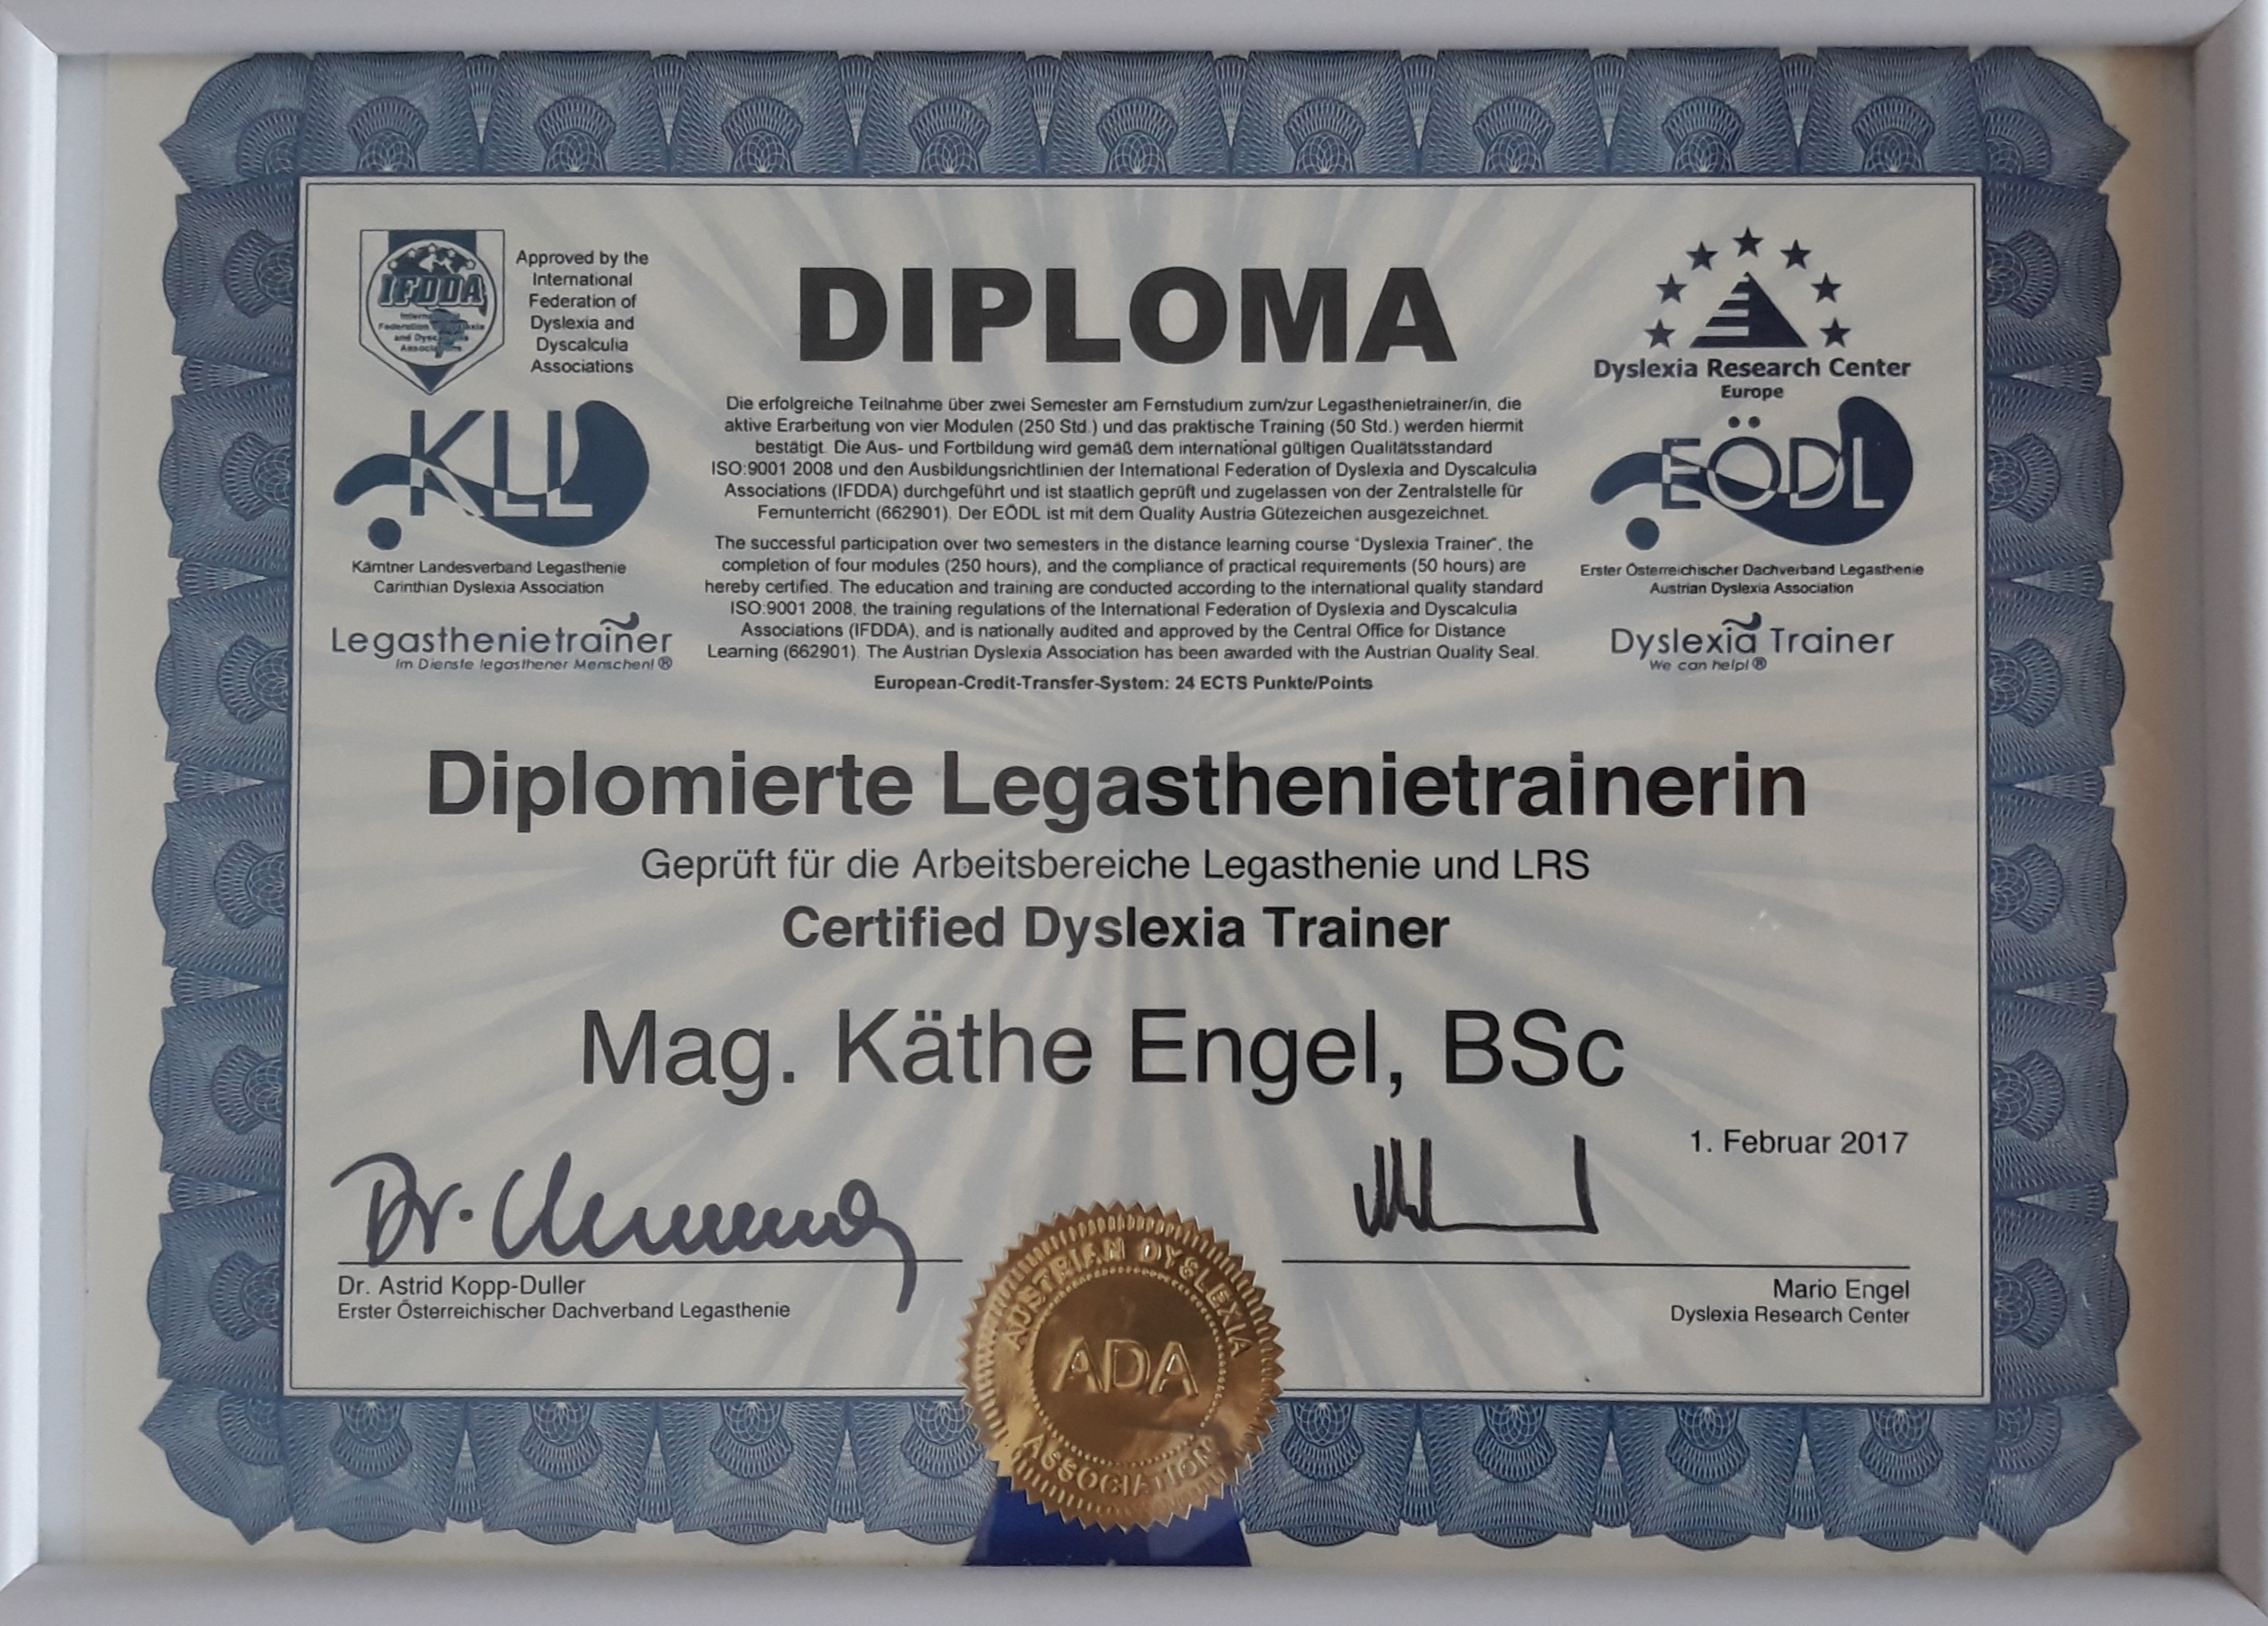 IFDDA
Approved by the
International
Federation of
Dyslexia and
Dyscalculia
Associations
DIPLOMA
Dyslexia Research Center
Europe
KLL
Kärntner Landesverband Legasthenie
Carinthian Dyslexia Association
Legasthenietrainer
Im Dienste legasthener Menschen! ®
Die erfolgreiche Teilnahme über zwei Semester am Fernstudium zum/zur Legasthenietrainer/in, die
aktive Erarbeitung von vier Modulen (250 Std.) und das praktische Training (50 Std.) werden hiermit
bestätigt. Die Aus- und Fortbildung wird gemäß dem international gültigen Qualitätsstandard
ISO:9001 2008 und den Ausbildungsrichtlinien der International Federation of Dyslexia and Dyscalculia
Associations (IFDDA) durchgeführt und ist staatlich geprüft und zugelassen von der Zentralstelle für
Fernunterricht (662901). Der EÖDL ist mit dem Quality Austria Gütezeichen ausgezeichnet.
The successful participation over two semesters in the distance learning course "Dyslexia Trainer", the
completion of four modules (250 hours), and the compliance of practical requirements (50 hours) are
hereby certified. The education and training are conducted according to the international quality standard
ISO:9001 2008, the training regulations of the International Federation of Dyslexia and Dyscalculia
Associations (IFDDA), and is nationally audited and approved by the Central Office for Distance
Learning (662901). The Austrian Dyslexia Association has been awarded with the Austrian Quality Seal.
European-Credit-Transfer-System: 24 ECTS Punkte/Points
EÖDL
Erster Österreichischer Dachverband Legasthenie
Austrian Dyslexia Association
Dyslexia Trainer
We can help! ®
Diplomierte Legasthenietrainerin
Geprüft für die Arbeitsbereiche Legasthenie und LRS
Certified Dyslexia Trainer
Mag. Käthe Engel, BSc
1. Februar 2017
Dr.
Dr. Astrid Kopp-Duller
Erster Österreichischer Dachverband Legasthenie
Mario Engel
Dyslexia Research Center
AUSTRIAN DYSLEXIA
ADA
ASSOCIATION